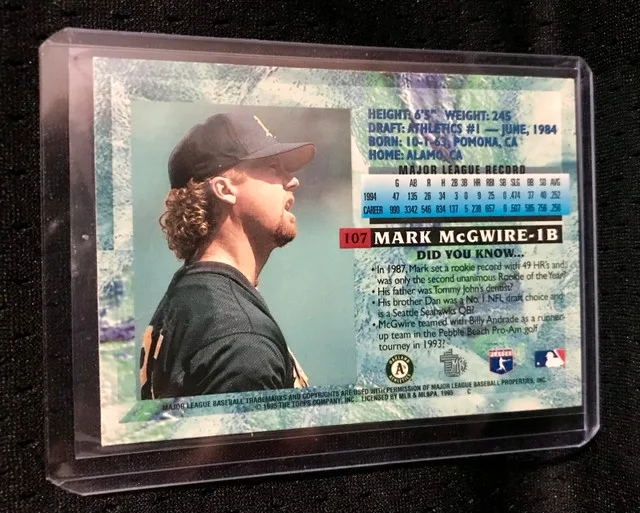 HEIGHT: 6'5" WEIGHT: 245
DRAFT: ATHLETICS #1 — JUNE, 1984
BORN: 10-1-63, POMONA, CA
HOME: ALAMO, CA
MAJOR LEAGUE RECORD
G AB R H 2B 3B HR RBI SB SLG BB SO AVG
1994 47 135 26 34 3 0 9 25 0 .474 37 40 .252
CAREER 990 3342 546 834 137 5 238 657 6 .507 585 756 .250
107 MARK McGWIRE-1B
DID YOU KNOW...
• In 1987, Mark set a rookie record with 49 HR's and
was only the second unanimous Rookie of the Year?
• His father was Tommy John's dentist?
• His brother Dan was a No. 1 NFL draft choice and
is a Seattle Seahawks QB?
• McGwire teamed with Billy Andrade as a runner-
up team in the Pebble Beach Pro-Am golf
tourney in 1993?
A's
MAJOR LEAGUE BASEBALL TRADEMARKS AND COPYRIGHTS ARE USED WITH PERMISSION OF MAJOR LEAGUE BASEBALL PROPERTIES, INC.
© 1995 THE TOPPS COMPANY, INC. LICENSED BY MLB & MLBPA, 1995 C